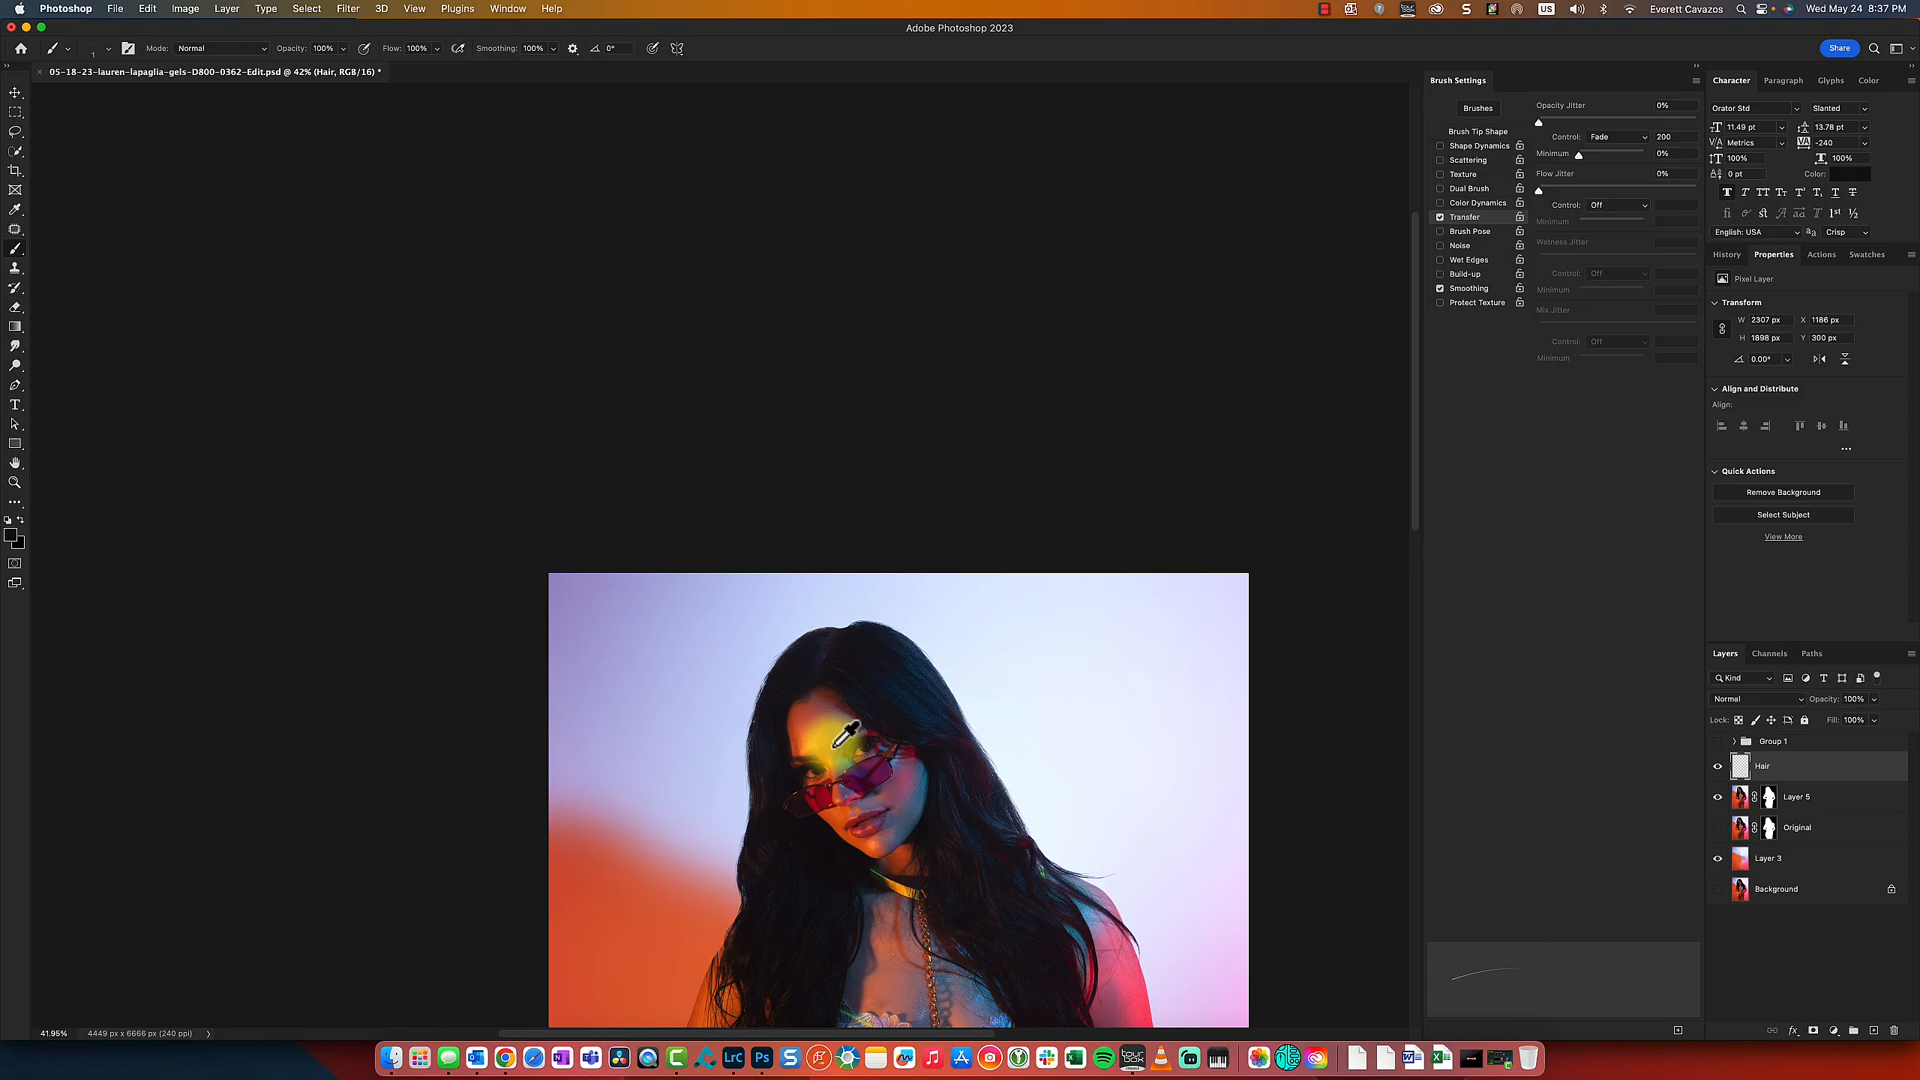 Photoshop File Edit Image Layer Type Select Filter 3D View Plugins Window Help US Everett Cavazos Wed May 24 8:37 PM
Adobe Photoshop 2023
1 Mode: Normal Opacity: 100% Flow: 100% Smoothing: 100% 0° Share
05-18-23-lauren-lapaglia-gels-D800-0362-Edit.psd @ 42% (Hair, RGB/16) *
Brush Settings
Brushes
Brush Tip Shape
Shape Dynamics
Scattering
Texture
Dual Brush
Color Dynamics
Transfer
Brush Pose
Noise
Wet Edges
Build-up
Smoothing
Protect Texture
Opacity Jitter 0%
Control: Fade 200
Minimum 0%
Flow Jitter 0%
Control: Off
Minimum
Wetness Jitter
Control: Off
Minimum
Mix Jitter
Control: Off
Minimum
Character Paragraph Glyphs Color
Orator Std Slanted
11.49 pt 13.78 pt
Metrics -240
100% 100%
0 pt Color:
English: USA Crisp
History Properties Actions Swatches
Pixel Layer
Transform
W 2307 px X 1186 px
H 1898 px Y 300 px
0.00°
Align and Distribute
Align:
Quick Actions
Remove Background
Select Subject
View More
Layers Channels Paths
Kind
Normal Opacity: 100%
Lock: Fill: 100%
Group 1
Hair
Layer 5
Original
Layer 3
Background
41.95% 4449 px x 6666 px (240 ppi)
LrC Ps